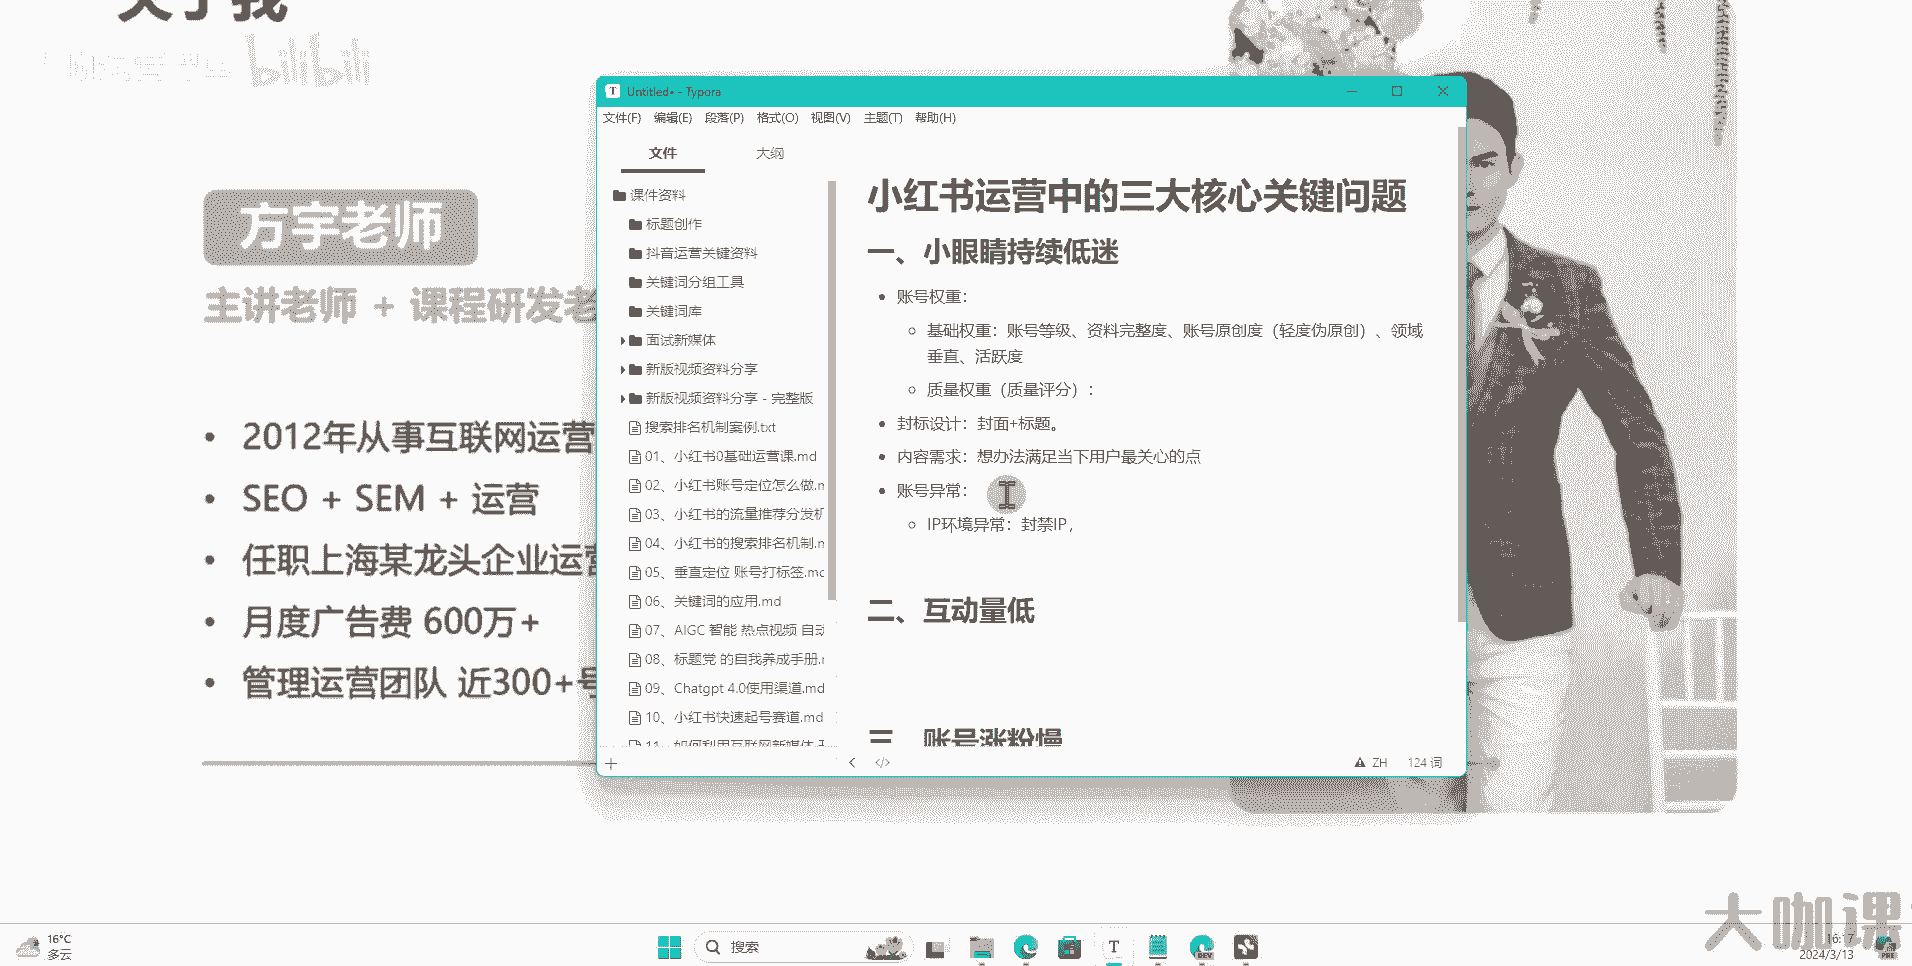 关于我
bilibili
方宇老师
主讲老师 + 课程研发老
2012年从事互联网运营
SEO + SEM + 运营
任职上海某龙头企业运营
月度广告费 600万+
管理运营团队 近300+号
Untitled• - Typora
文件(F) 编辑(E) 段落(P) 格式(O) 视图(V) 主题(T) 帮助(H)
文件 大纲
课件资料
标题创作
抖音运营关键资料
关键词分组工具
关键词库
面试新媒体
新版视频资料分享
新版视频资料分享 - 完整版
搜索排名机制案例.txt
01、小红书0基础运营课.md
02、小红书账号定位怎么做.m
03、小红书的流量推荐分发机
04、小红书的搜索排名机制.m
05、垂直定位 账号打标签.md
06、关键词的应用.md
07、AIGC 智能 热点视频 自动
08、标题党 的自我养成手册.m
09、Chatgpt 4.0使用渠道.md
10、小红书快速起号赛道.md
11、如何利用互联网新媒体
小红书运营中的三大核心关键问题
一、小眼睛持续低迷
账号权重：
基础权重：账号等级、资料完整度、账号原创度（轻度伪原创）、领域
垂直、活跃度
质量权重（质量评分）：
封标设计：封面+标题。
内容需求：想办法满足当下用户最关心的点
账号异常：
IP环境异常：封禁IP，
二、互动量低
三、账号涨粉慢
ZH 124 词
16°C
多云
搜索
16:17
2024/3/13
大咖课